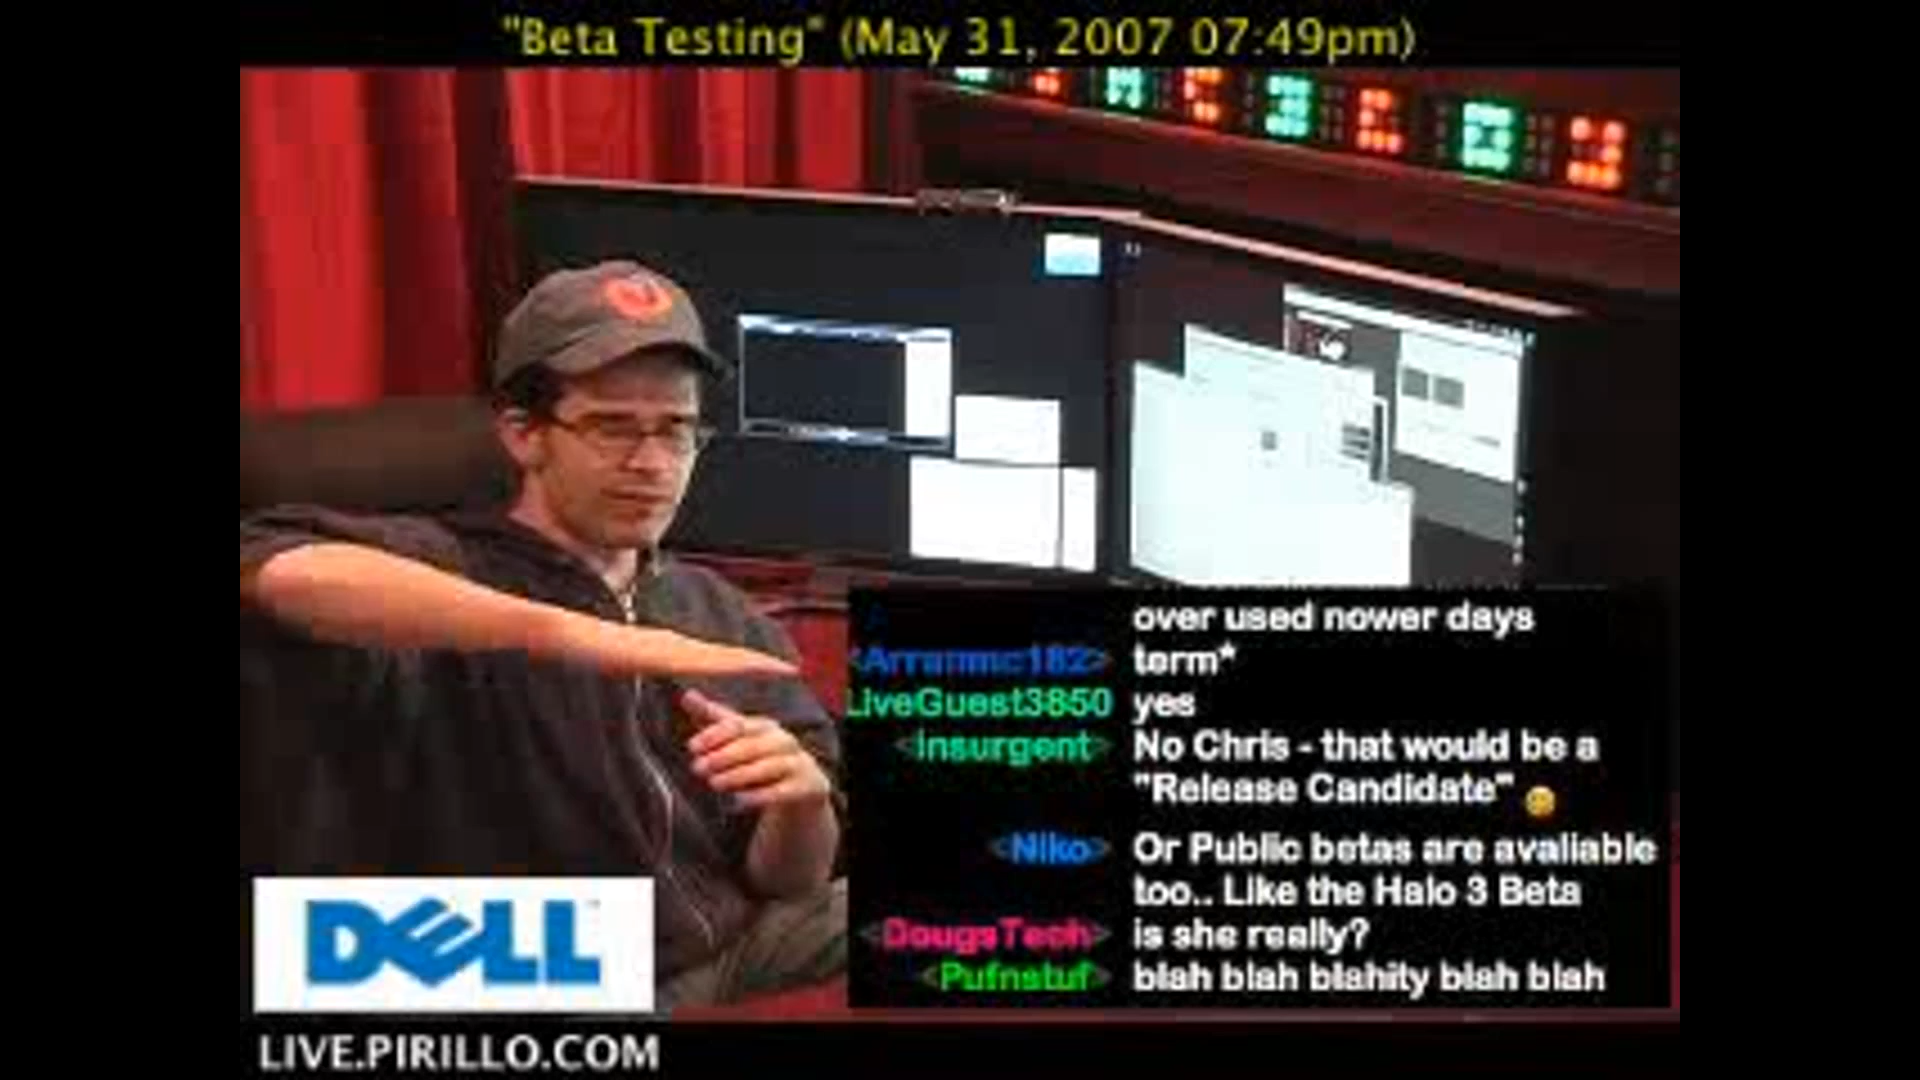 "Beta Testing" (May 31, 2007 07:49pm)
over used nower days
<Arranmc182> term*
LiveGuest3850 yes
<Insurgent> No Chris - that would be a
"Release Candidate"
<Niko> Or Public betas are avaliable
too.. Like the Halo 3 Beta
<DougsTech> is she really?
<Pufnstuf> blah blah blahity blah blah
DELL
LIVE.PIRILLO.COM